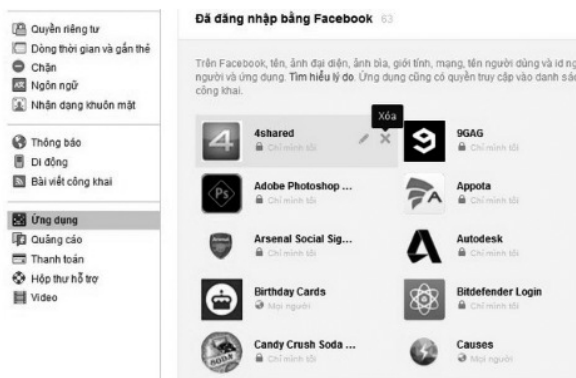 Quyền riêng tư
Dòng thời gian và gắn thẻ
Chặn
Ngôn ngữ
Nhận dạng khuôn mặt
Thông báo
Di động
Bài viết công khai
Ứng dụng
Quảng cáo
Thanh toán
Hộp thư hỗ trợ
Video
Đã đăng nhập bằng Facebook 63
Trên Facebook, tên, ảnh đại diện, ảnh bìa, giới tính, mạng, tên người dùng và id
người và ứng dụng. Tìm hiểu lý do. Ứng dụng cũng có quyền truy cập vào danh
công khai.
Xóa
4shared
Chỉ mình tôi
9GAG
Chỉ mình tôi
Adobe Photoshop ...
Chỉ mình tôi
Appota
Chỉ mình tôi
Arsenal Social Sig...
Chỉ mình tôi
Autodesk
Chỉ mình tôi
Birthday Cards
Mọi người
Bitdefender Login
Chỉ mình tôi
Candy Crush Soda ...
Chỉ mình tôi
Causes
Mọi người